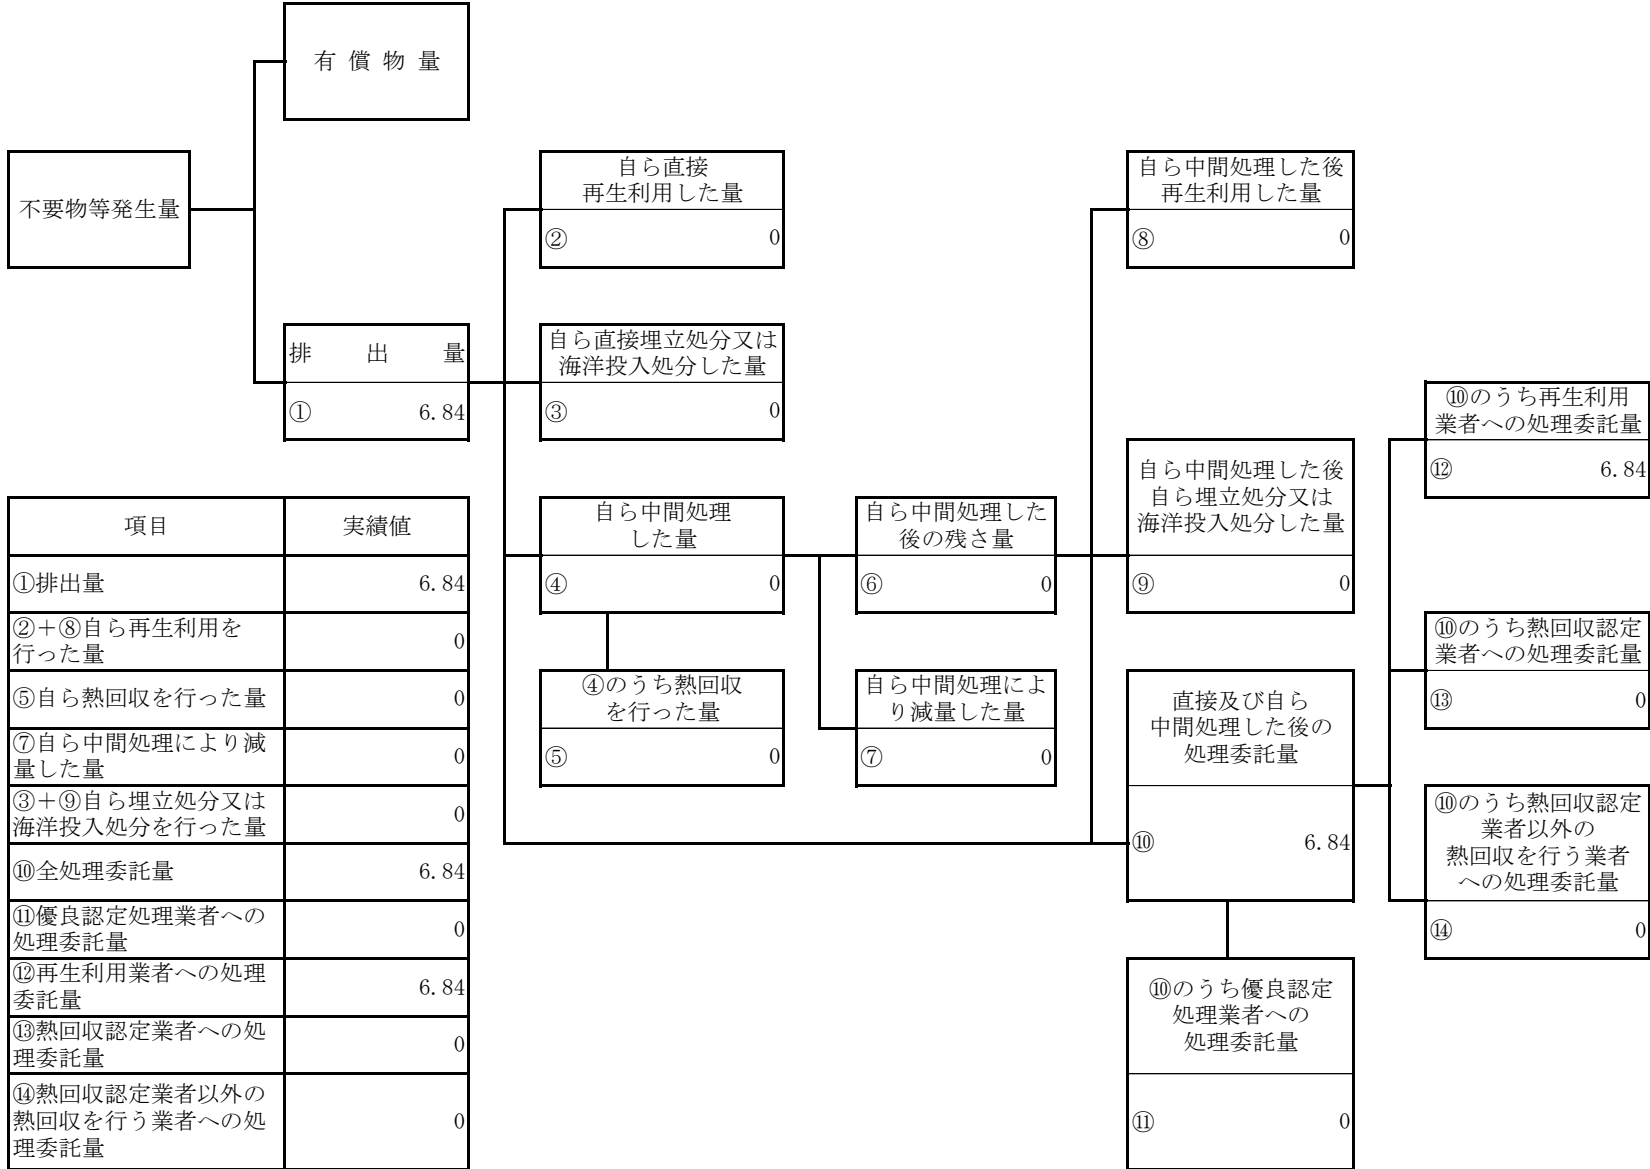 有償物量
不要物等発生量
自ら直接
再生利用した量
② 0
自ら中間処理した後
再生利用した量
⑧ 0
排出量
① 6.84
自ら直接埋立処分又は
海洋投入処分した量
③ 0
⑩のうち再生利用
業者への処理委託量
⑫ 6.84
自ら中間処理した後
自ら埋立処分又は
海洋投入処分した量
⑨ 0
自ら中間処理
した量
④ 0
自ら中間処理した
後の残さ量
⑥ 0
⑩のうち熱回収認定
業者への処理委託量
⑬ 0
④のうち熱回収
を行った量
⑤ 0
自ら中間処理によ
り減量した量
⑦ 0
直接及び自ら
中間処理した後の
処理委託量
⑩ 6.84
⑩のうち熱回収認定
業者以外の
熱回収を行う業者
への処理委託量
⑭ 0
⑩のうち優良認定
処理業者への
処理委託量
⑪ 0
項目 実績値
①排出量 6.84
②+⑧自ら再生利用を
行った量 0
⑤自ら熱回収を行った量 0
⑦自ら中間処理により減
量した量 0
③+⑨自ら埋立処分又は
海洋投入処分を行った量 0
⑩全処理委託量 6.84
⑪優良認定処理業者への
処理委託量 0
⑫再生利用業者への処理
委託量 6.84
⑬熱回収認定業者への処
理委託量 0
⑭熱回収認定業者以外の
熱回収を行う業者への処
理委託量 0